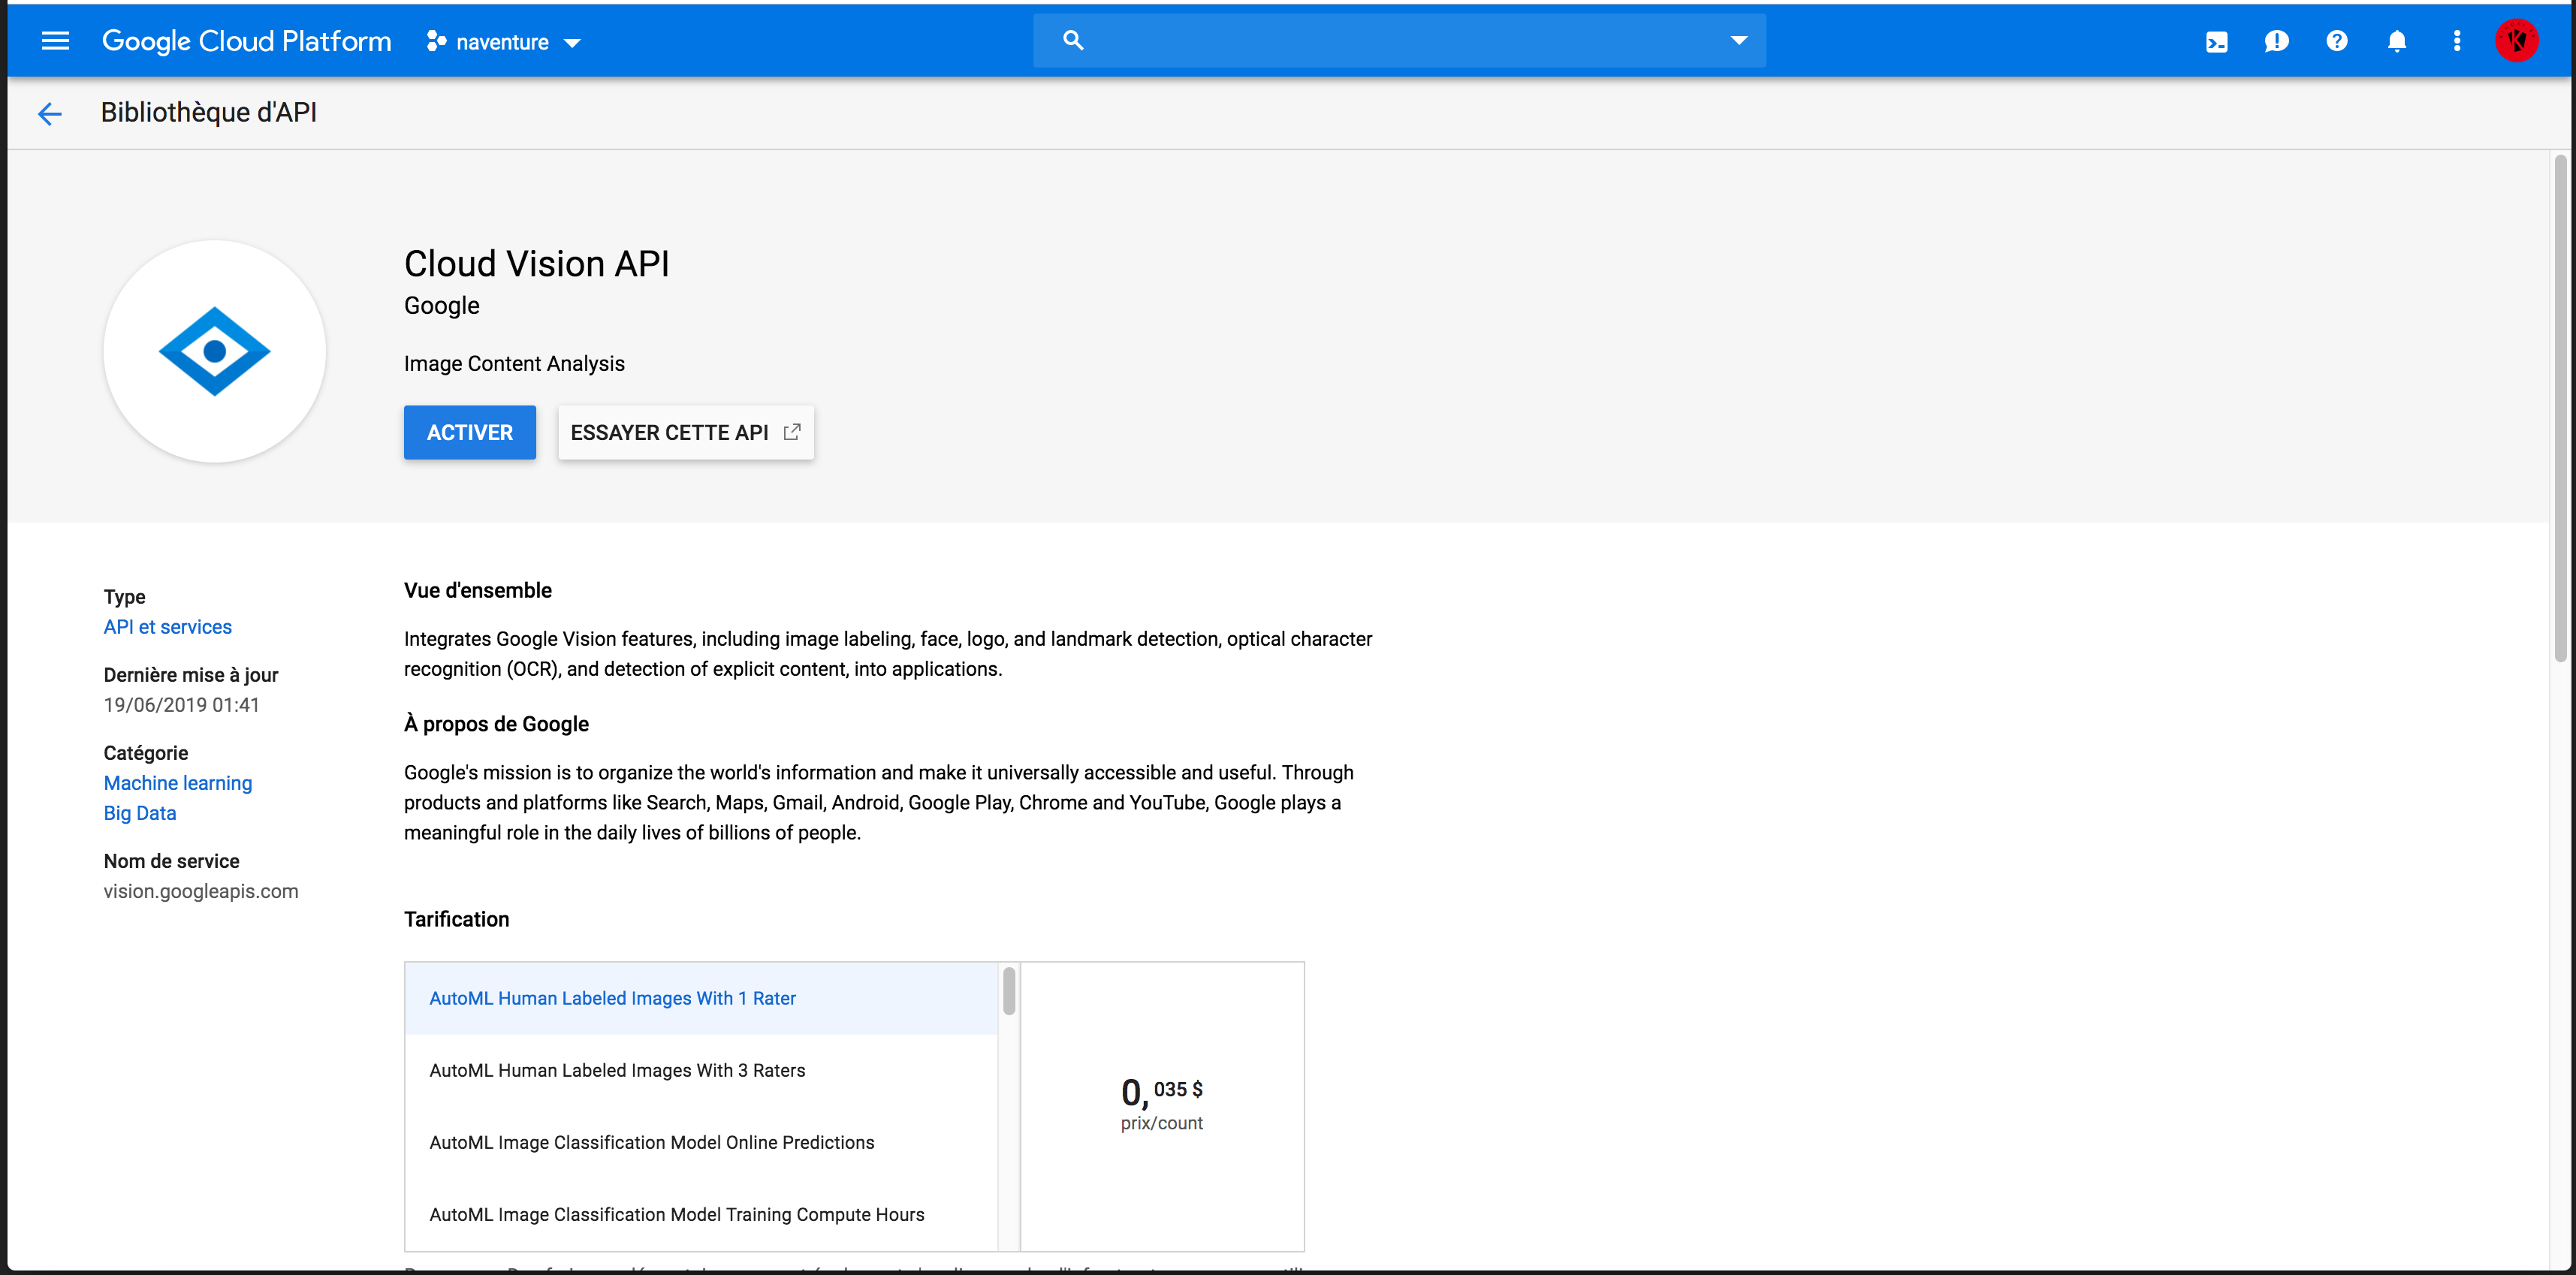 Google Cloud Platform
naventure
Bibliothèque d'API
Cloud Vision API
Google
Image Content Analysis
ACTIVER
ESSAYER CETTE API
Type
API et services
Dernière mise à jour
19/06/2019 01:41
Catégorie
Machine learning
Big Data
Nom de service
vision.googleapis.com
Vue d'ensemble
Integrates Google Vision features, including image labeling, face, logo, and landmark detection, optical character
recognition (OCR), and detection of explicit content, into applications.
À propos de Google
Google's mission is to organize the world's information and make it universally accessible and useful. Through
products and platforms like Search, Maps, Gmail, Android, Google Play, Chrome and YouTube, Google plays a
meaningful role in the daily lives of billions of people.
Tarification
AutoML Human Labeled Images With 1 Rater
AutoML Human Labeled Images With 3 Raters
AutoML Image Classification Model Online Predictions
AutoML Image Classification Model Training Compute Hours
0,035 $
prix/count